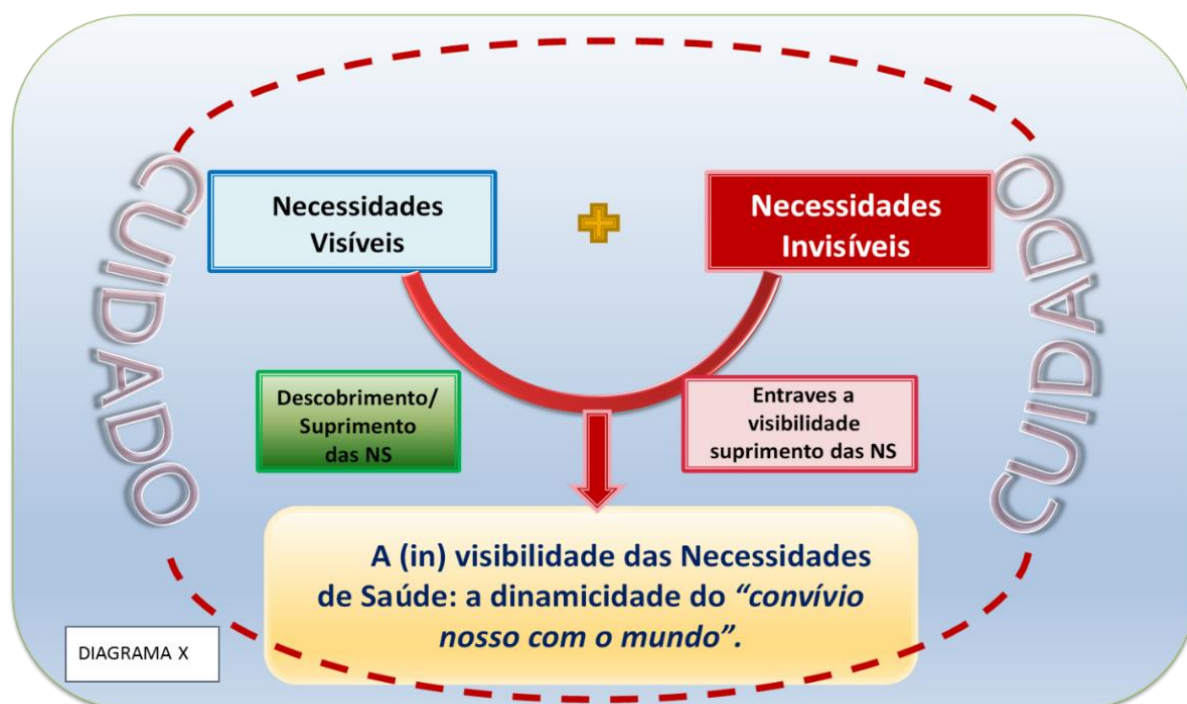 CUIDADO
Necessidades
Visíveis
Necessidades
Invisíveis
CUIDADO
Descobrimento/
Suprimento
das NS
Entraves a
visibilidade
suprimento das NS
A (in) visibilidade das Necessidades
de Saúde: a dinamicidade do “convívio
nosso com o mundo”.
DIAGRAMA X